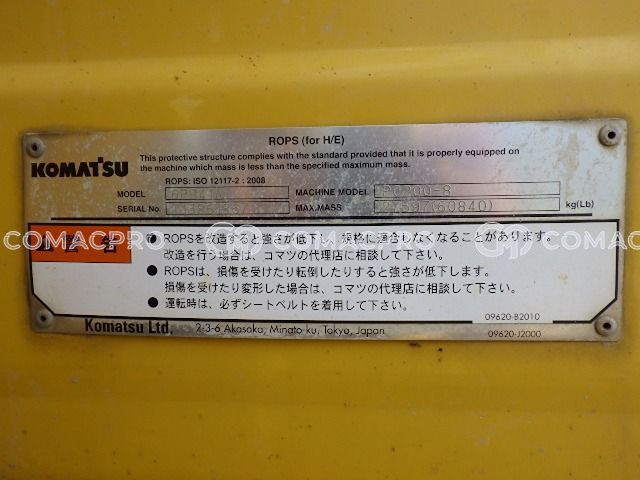 ROPS (for H/E)
KOMATSU
This protective structure complies with the standard provided that it is properly equipped on
the machine which mass is less than the specified maximum mass.
ROPS: ISO 12117-2 : 2008
MODEL
MACHINE MODEL PC200-8
SERIAL No.
MAX.MASS 27597(60840) kg(Lb)
COMACPRO COMACPRO COMACPRO
警告
● ROPSを改造すると強さが低下し、規格に適合しなくなることがあります。
改造を行う場合は、コマツの代理店に相談して下さい。
● ROPSは、損傷を受けたり転倒したりすると強さが低下します。
損傷を受けたり変形した場合は、コマツの代理店に相談して下さい。
● 運転時は、必ずシートベルトを着用して下さい。
09620-B2010
Komatsu Ltd. 2-3-6 Akasaka, Minato-ku, Tokyo, Japan
09620-J2000